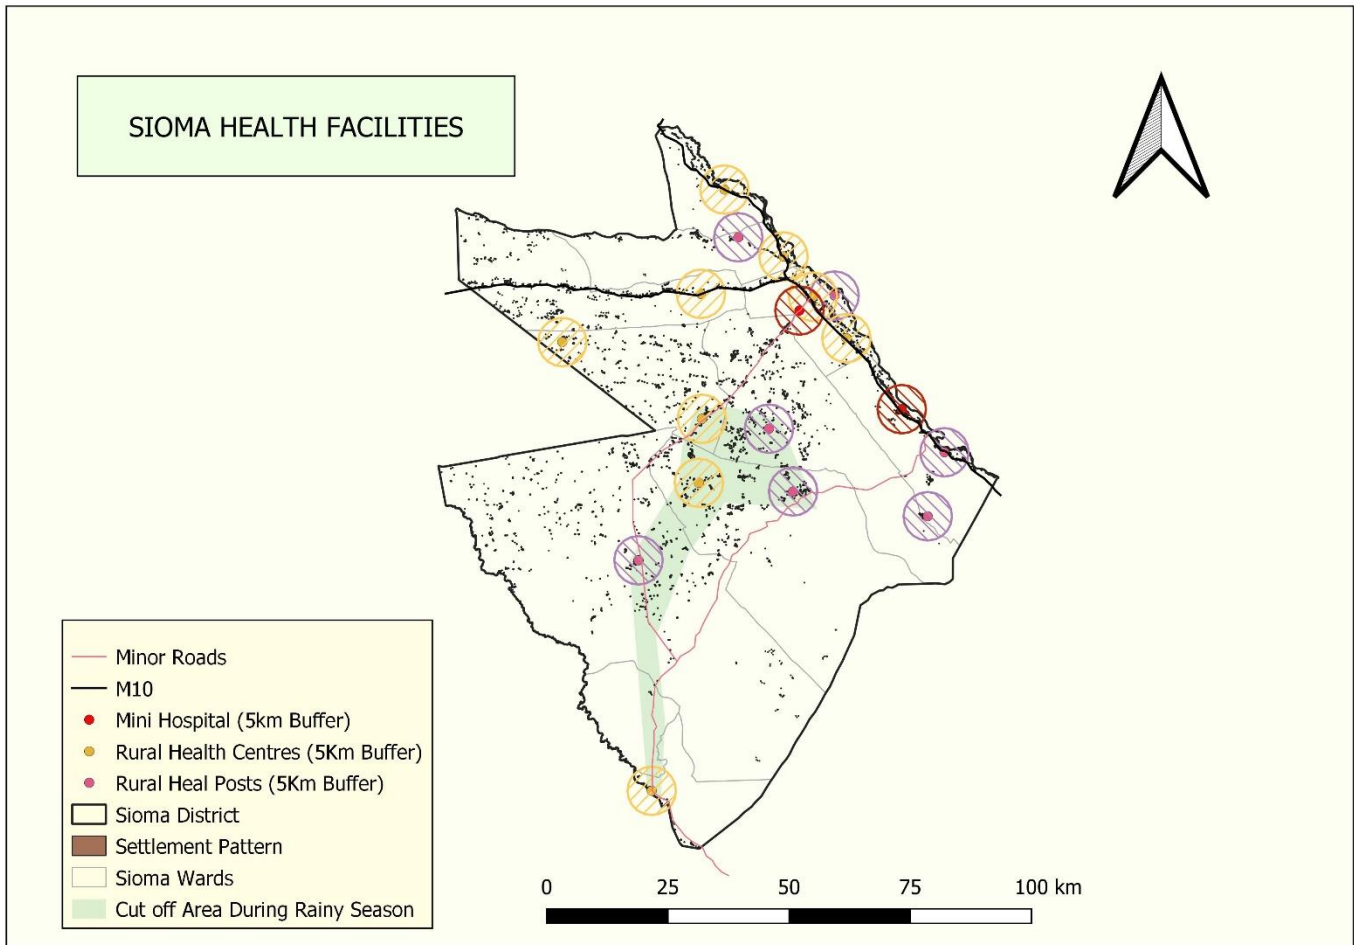 SIOMA HEALTH FACILITIES
Minor Roads
M10
Mini Hospital (5km Buffer)
Rural Health Centres (5Km Buffer)
Rural Heal Posts (5Km Buffer)
Sioma District
Settlement Pattern
Sioma Wards
Cut off Area During Rainy Season
0 25 50 75 100 km